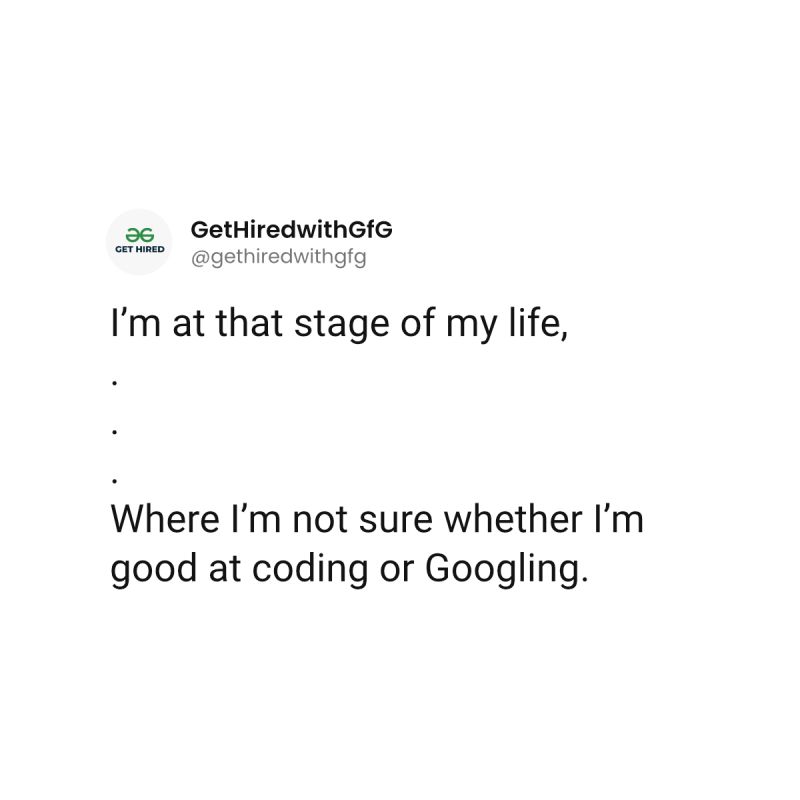 GET HIRED
GetHiredwithGfG
@gethiredwithgfg
I'm at that stage of my life,
.
.
.
Where I'm not sure whether I'm
good at coding or Googling.